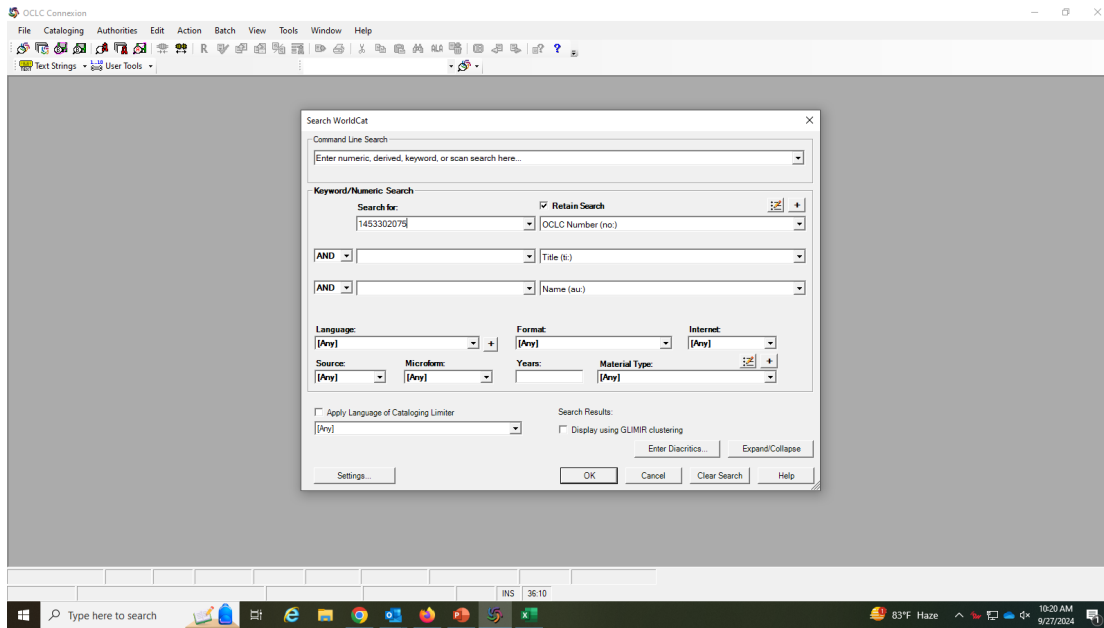 OCLC Connexion
File Cataloging Authorities Edit Action Batch View Tools Window Help
R
Text Strings User Tools
Search WorldCat
Command Line Search
Enter numeric, derived, keyword, or scan search here...
Keyword/Numeric Search
Search for: Retain Search
1453302075 OCLC Number (no:)
AND Title (ti:)
AND Name (au:)
Language: Format: Internet:
[Any] + [Any] [Any]
Source: Microform: Years: Material Type: +
[Any] [Any] [Any]
Apply Language of Cataloging Limiter Search Results:
[Any] Display using GLIMIR clustering
Enter Diacritics... Expand/Collapse
Settings... OK Cancel Clear Search Help
INS 36:10
Type here to search 83°F Haze 10:20 AM
9/27/2024